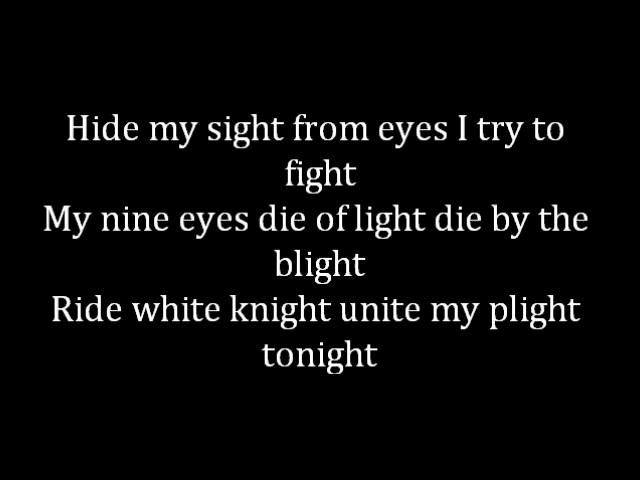 Hide my sight from eyes I try to
fight
My nine eyes die of light die by the
blight
Ride white knight unite my plight
tonight